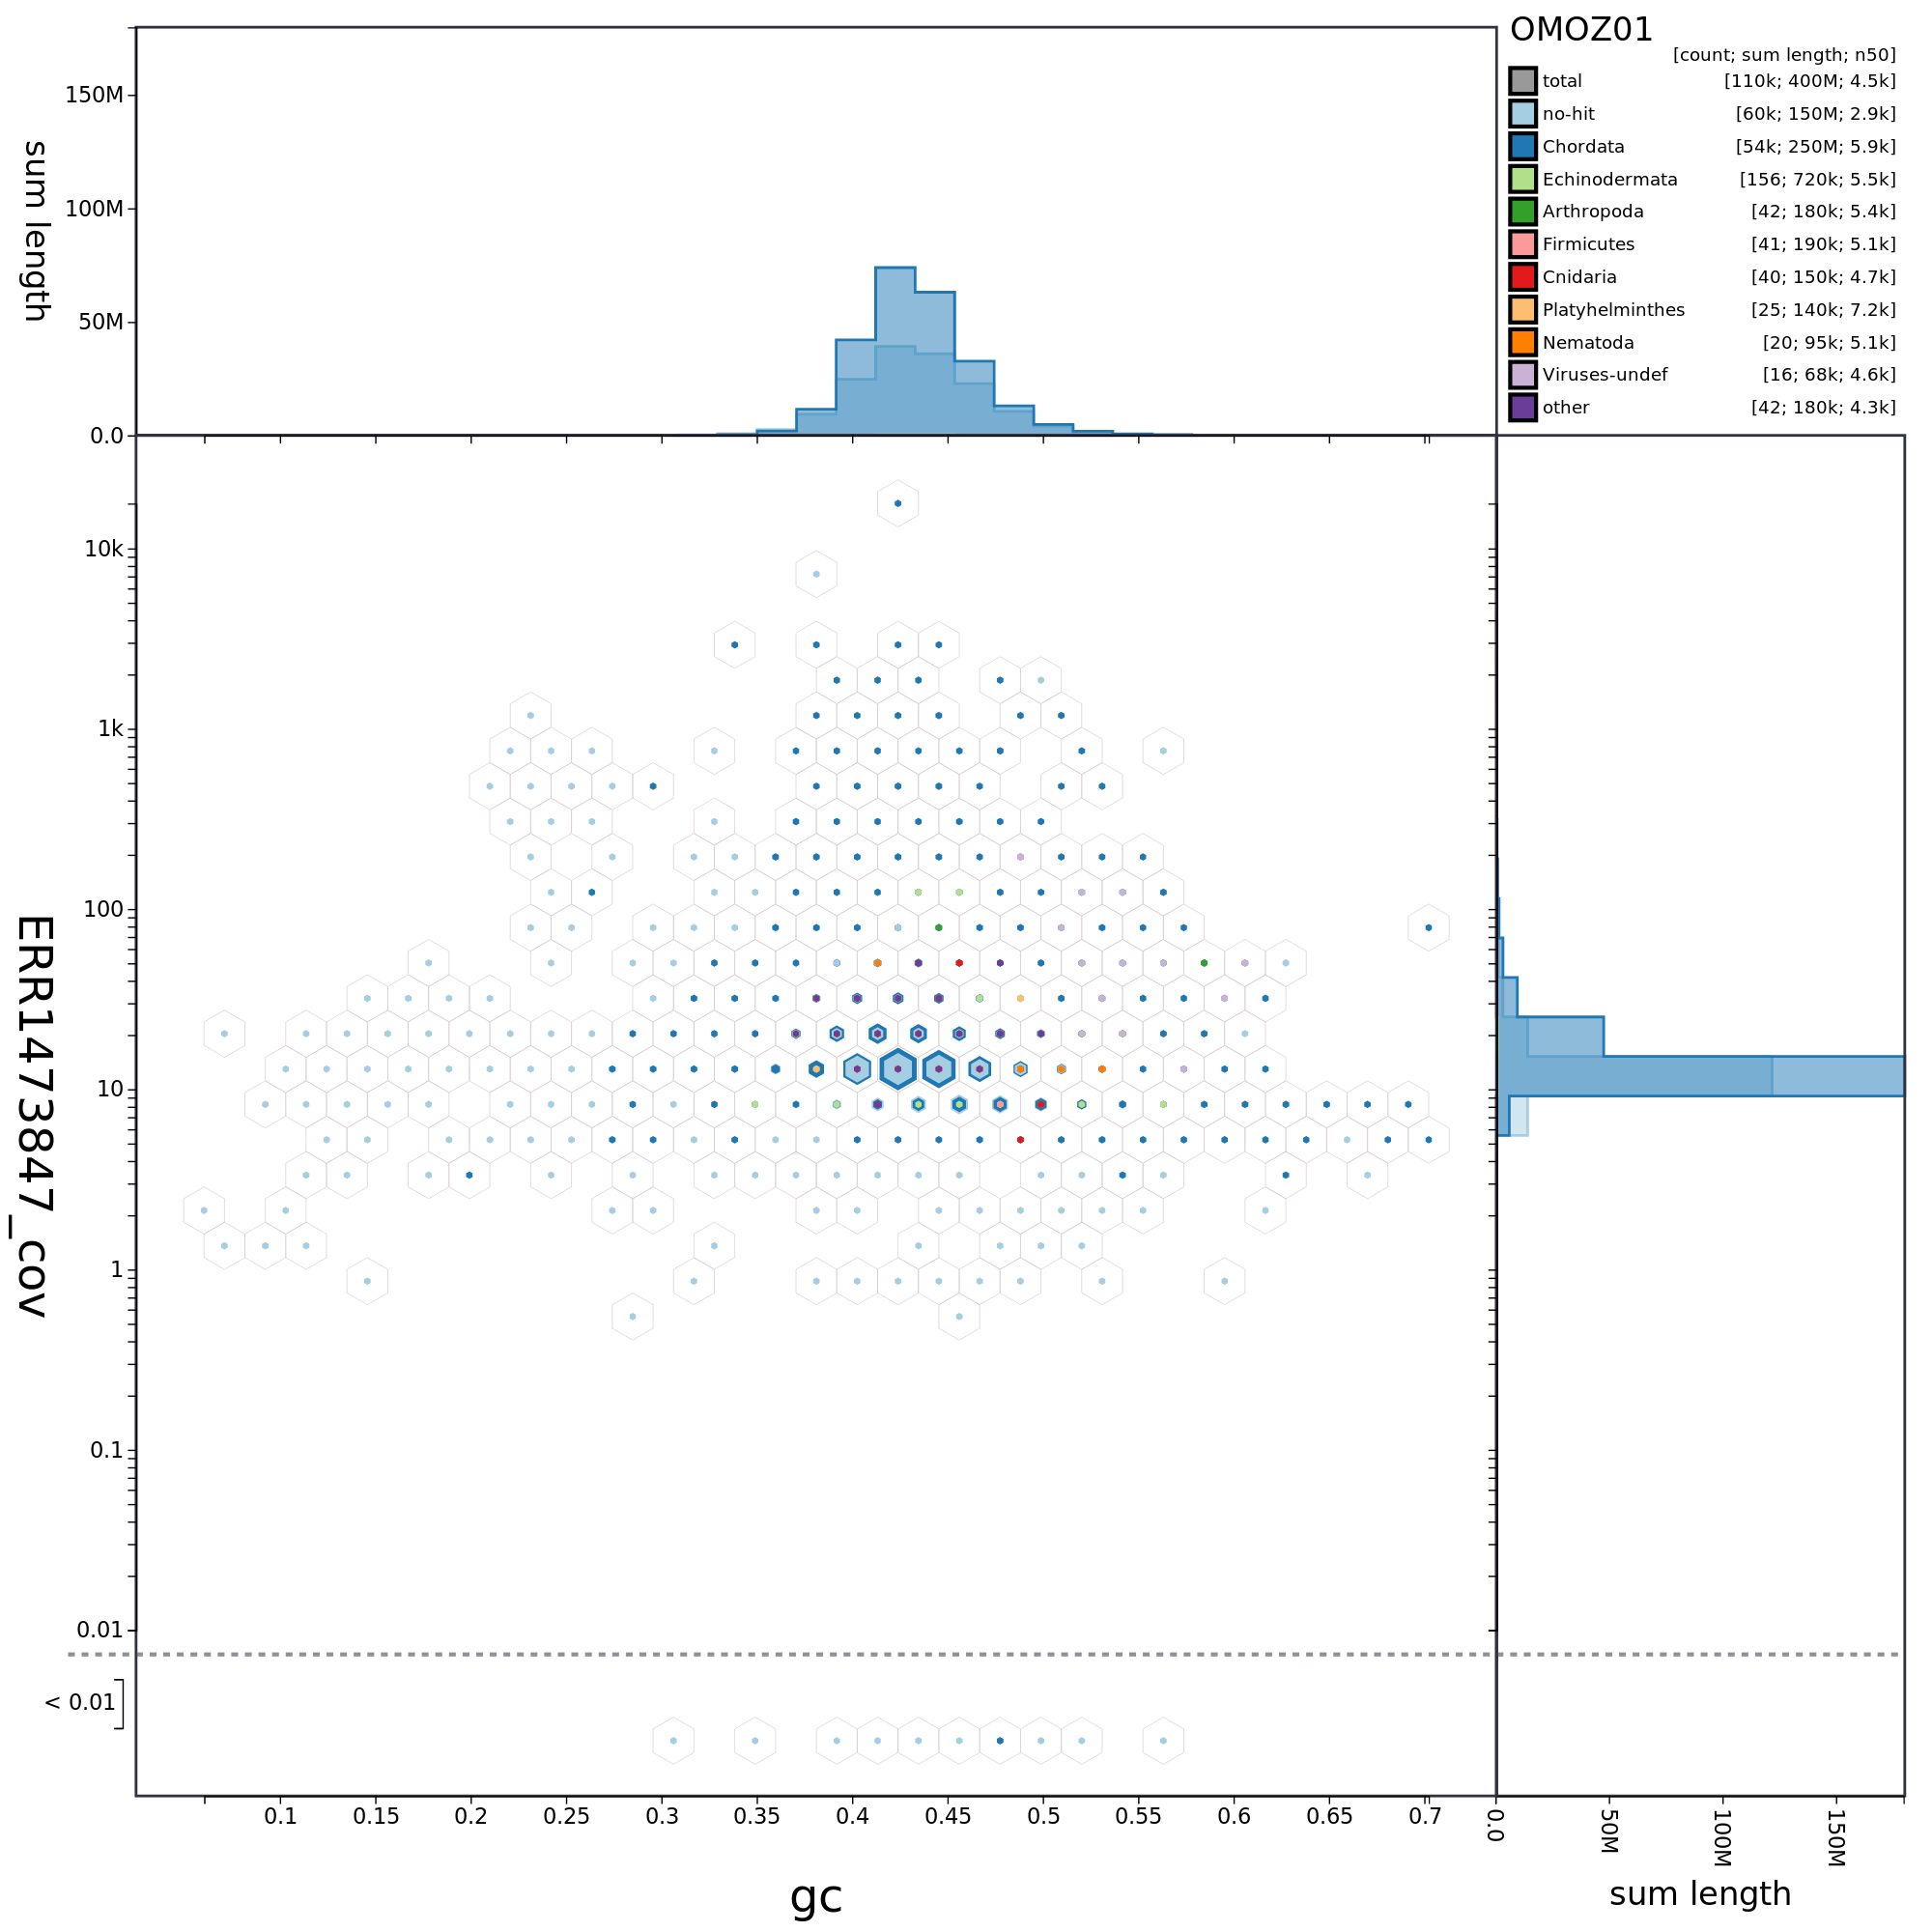 OMOZ01
[count; sum length; n50]
total [110k; 400M; 4.5k]
no-hit [60k; 150M; 2.9k]
Chordata [54k; 250M; 5.9k]
Echinodermata [156; 720k; 5.5k]
Arthropoda [42; 180k; 5.4k]
Firmicutes [41; 190k; 5.1k]
Cnidaria [40; 150k; 4.7k]
Platyhelminthes [25; 140k; 7.2k]
Nematoda [20; 95k; 5.1k]
Viruses-undef [16; 68k; 4.6k]
other [42; 180k; 4.3k]
sum length
150M
100M
50M
0.0
ERR1473847_cov
10k
1k
100
10
1
0.1
0.01
< 0.01
0.1 0.15 0.2 0.25 0.3 0.35 0.4 0.45 0.5 0.55 0.6 0.65 0.7
gc
0.0 50M 100M 150M
sum length